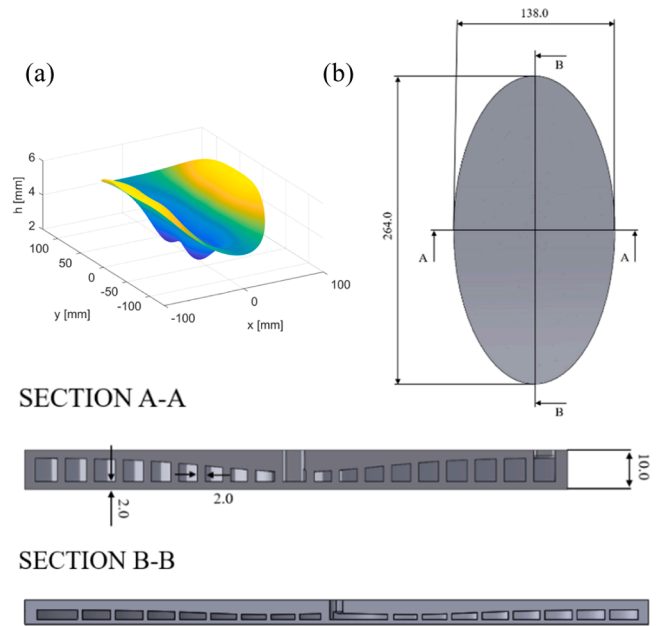 (a)
(b)
138.0
B
264.0
A
A
B
6
4
2
h [mm]
100
50
0
-50
-100
y [mm]
-100
0
100
x [mm]
SECTION A-A
2.0
2.0
10.0
SECTION B-B